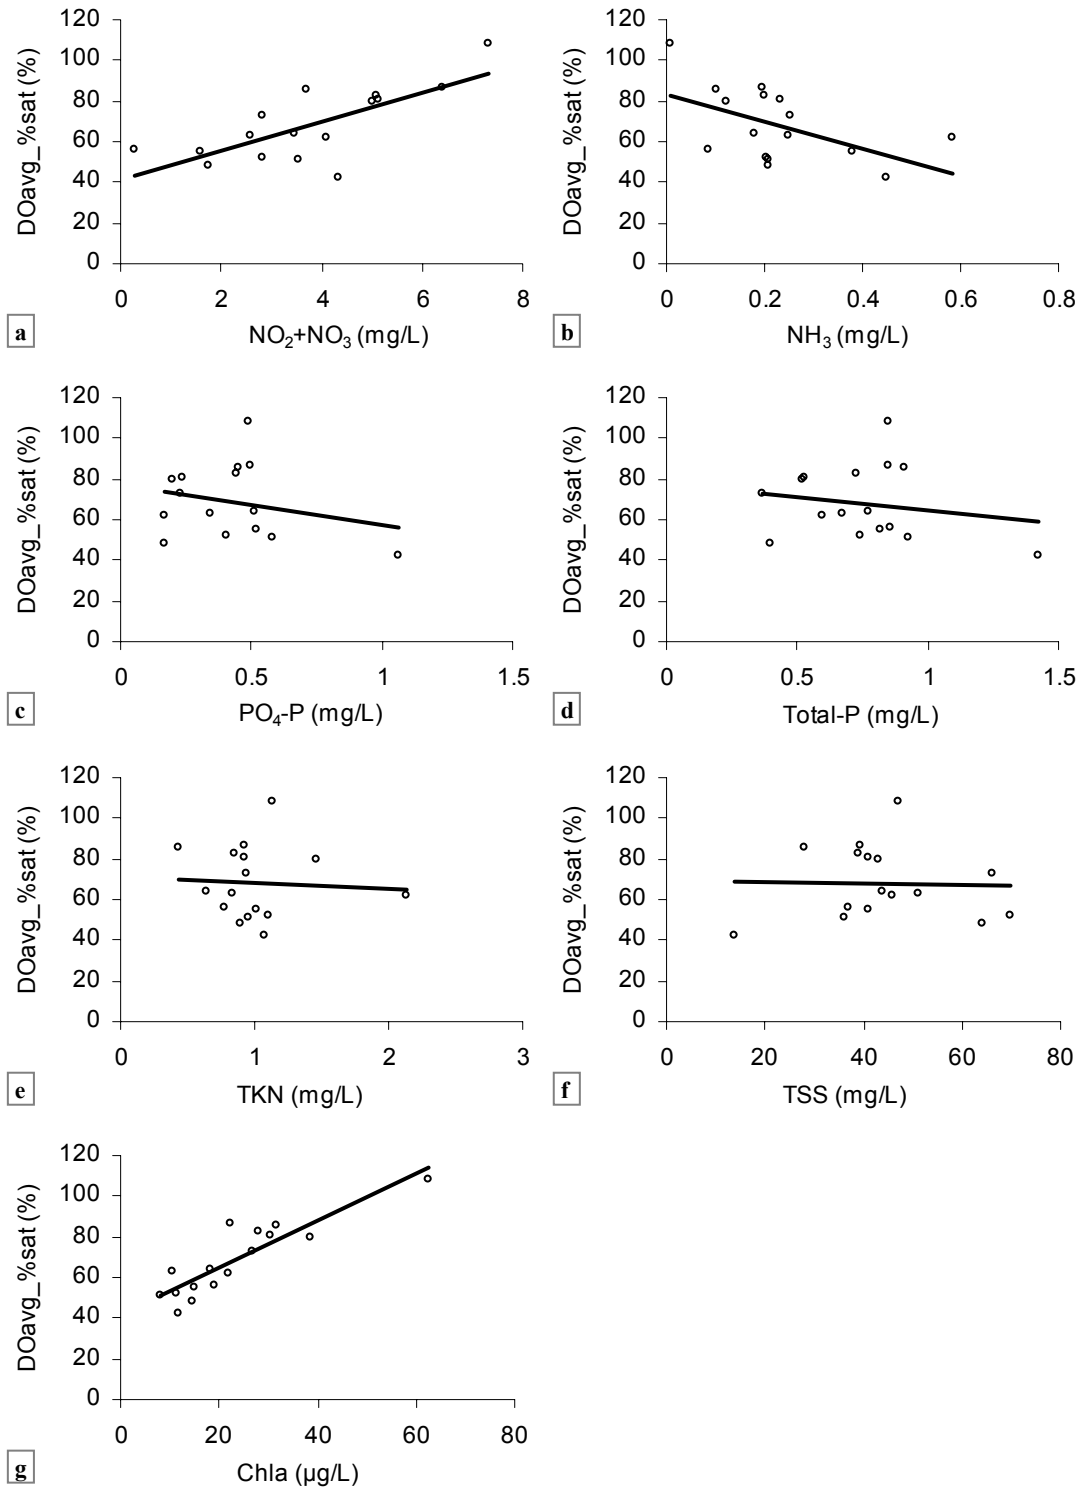 120
100
80
60
40
20
0
DOavg_%sat (%)
0 2 4 6 8
NO₂+NO₃ (mg/L)
a
120
100
80
60
40
20
0
DOavg_%sat (%)
0 0.2 0.4 0.6 0.8
NH₃ (mg/L)
b
120
100
80
60
40
20
0
DOavg_%sat (%)
0 0.5 1 1.5
PO₄-P (mg/L)
c
120
100
80
60
40
20
0
DOavg_%sat (%)
0 0.5 1 1.5
Total-P (mg/L)
d
120
100
80
60
40
20
0
DOavg_%sat (%)
0 1 2 3
TKN (mg/L)
e
120
100
80
60
40
20
0
DOavg_%sat (%)
0 20 40 60 80
TSS (mg/L)
f
120
100
80
60
40
20
0
DOavg_%sat (%)
0 20 40 60 80
Chla (µg/L)
g